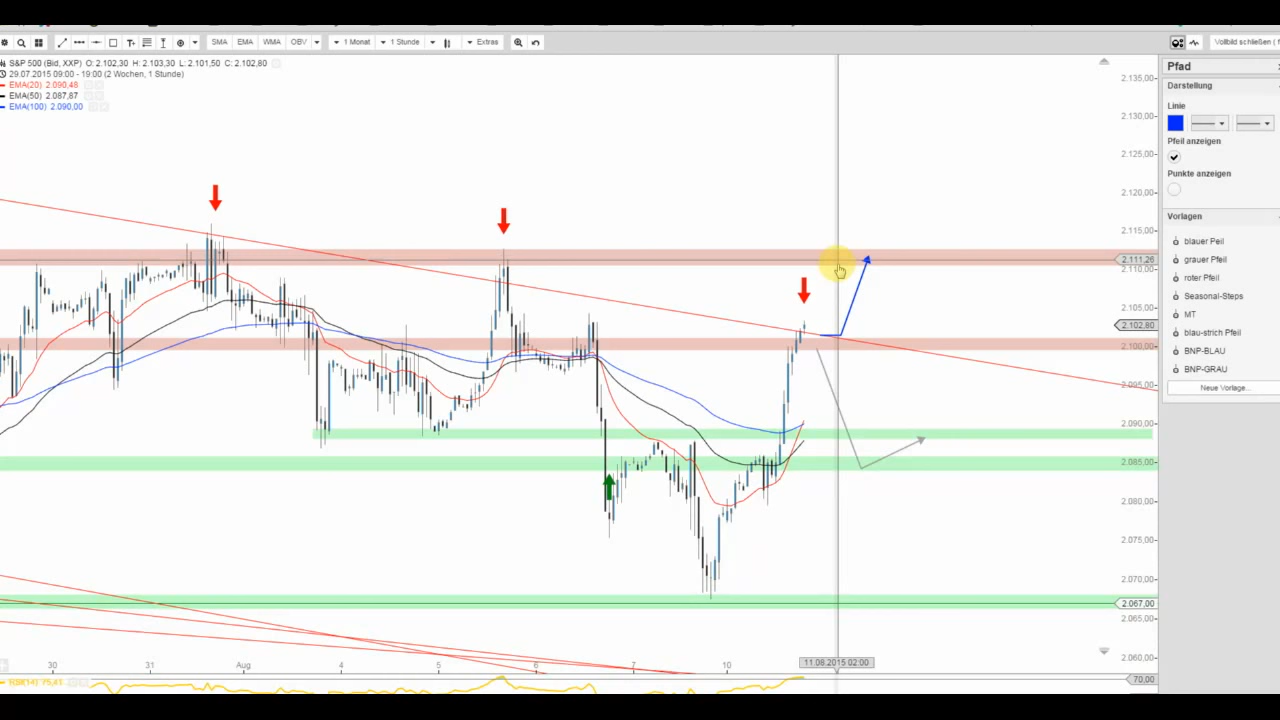 SMA EMA WMA OBV 1 Monat 1 Stunde Extras Vollbild schließen (
S&P 500 (Bid, XXP) O: 2.102,30 H: 2.103,30 L: 2.101,50 C: 2.102,80
29.07.2015 09:00 - 19:00 (2 Wochen, 1 Stunde)
EMA(20) 2.090,48
EMA(50) 2.087,87
EMA(100) 2.090,00
2.135,00
2.130,00
2.125,00
2.120,00
2.115,00
2.111,26
2.110,00
2.105,00
2.102,80
2.100,00
2.095,00
2.090,00
2.085,00
2.080,00
2.075,00
2.070,00
2.067,00
2.065,00
2.060,00
30 31 Aug 4 5 6 7 10 11.08.2015 02:00
RSI(14) 75,41
70,00
Pfad
Darstellung
Linie
Pfeil anzeigen
Punkte anzeigen
Vorlagen
blauer Peil
grauer Pfeil
roter Pfeil
Seasonal-Steps
MT
blau-strich Pfeil
BNP-BLAU
BNP-GRAU
Neue Vorlage...